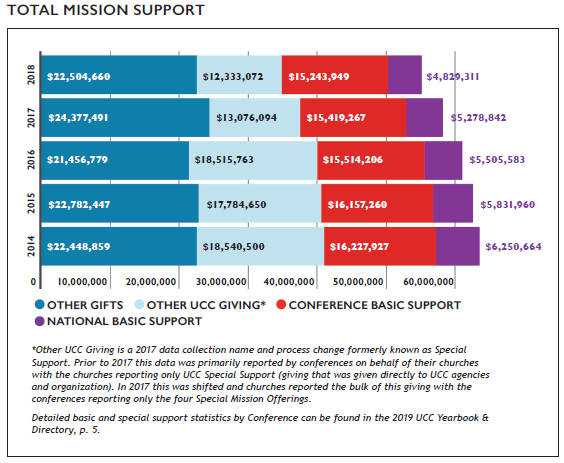 TOTAL MISSION SUPPORT
2018 $22,504,660 $12,333,072 $15,243,949 $4,829,311
2017 $24,377,491 $13,076,094 $15,419,267 $5,278,842
2016 $21,456,779 $18,515,763 $15,514,206 $5,505,583
2015 $22,782,447 $17,784,650 $16,157,260 $5,831,960
2014 $22,448,859 $18,540,500 $16,227,927 $6,250,664
0 10,000,000 20,000,000 30,000,000 40,000,000 50,000,000 60,000,000
OTHER GIFTS OTHER UCC GIVING* CONFERENCE BASIC SUPPORT
NATIONAL BASIC SUPPORT
*Other UCC Giving is a 2017 data collection name and process change formerly known as Special
Support. Prior to 2017 this data was primarily reported by conferences on behalf of their churches
with the churches reporting only UCC Special Support (giving that was given directly to UCC agencies
and organization). In 2017 this was shifted and churches reported the bulk of this giving with the
conferences reporting only the four Special Mission Offerings.
Detailed basic and special support statistics by Conference can be found in the 2019 UCC Yearbook &
Directory, p. 5.